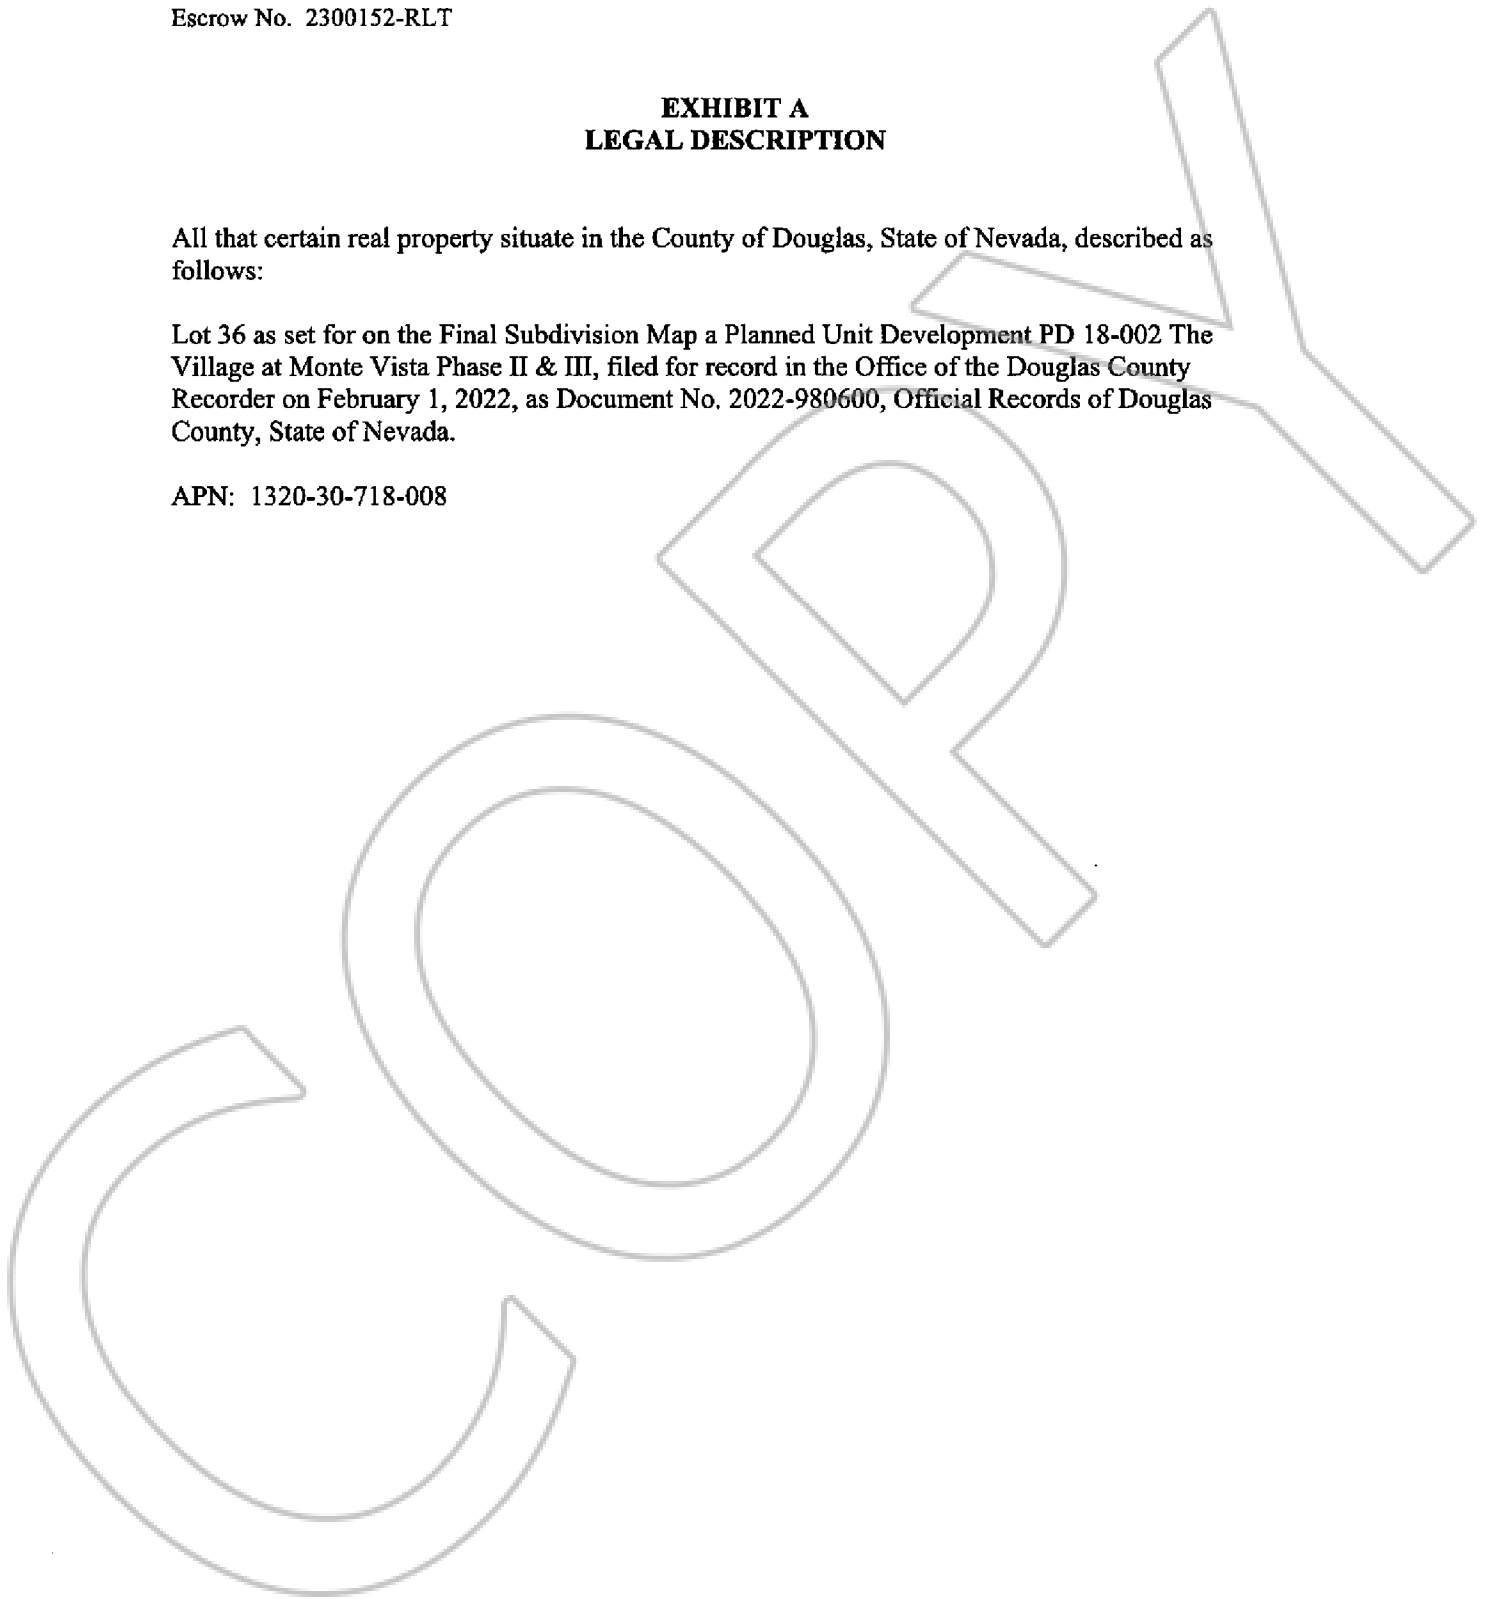 Escrow No. 2300152-RLT
EXHIBIT A
LEGAL DESCRIPTION
All that certain real property situate in the County of Douglas, State of Nevada, described as
follows:
Lot 36 as set for on the Final Subdivision Map a Planned Unit Development PD 18-002 The
Village at Monte Vista Phase II & III, filed for record in the Office of the Douglas County
Recorder on February 1, 2022, as Document No. 2022-980600, Official Records of Douglas
County, State of Nevada.
APN: 1320-30-718-008
COPY